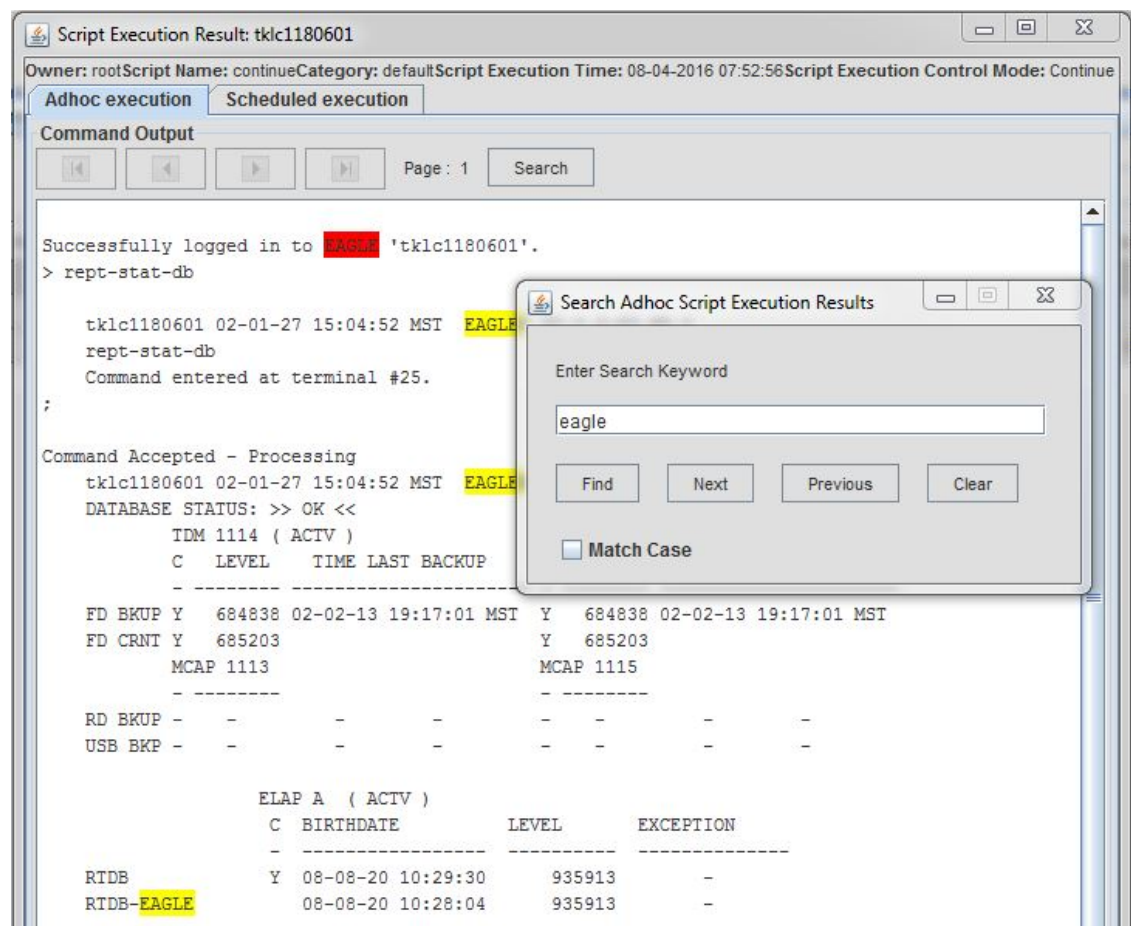 Script Execution Result: tklc1180601
Owner: rootScript Name: continueCategory: defaultScript Execution Time: 08-04-2016 07:52:56Script Execution Control Mode: Continue
Adhoc execution Scheduled execution
Command Output
Page : 1 Search
Successfully logged in to EAGLE 'tklc1180601'.
> rept-stat-db
tklc1180601 02-01-27 15:04:52 MST EAGLE
rept-stat-db
Command entered at terminal #25.
;
Command Accepted - Processing
tklc1180601 02-01-27 15:04:52 MST EAGLE
DATABASE STATUS: >> OK <<
TDM 1114 ( ACTV )
C LEVEL TIME LAST BACKUP
- -------- ---------------------
FD BKUP Y 684838 02-02-13 19:17:01 MST Y 684838 02-02-13 19:17:01 MST
FD CRNT Y 685203 Y 685203
MCAP 1113 MCAP 1115
- -------- - --------
RD BKUP - - - - - - - -
USB BKP - - - - - - - -
ELAP A ( ACTV )
C BIRTHDATE LEVEL EXCEPTION
- ----------------- ---------- --------------
RTDB Y 08-08-20 10:29:30 935913 -
RTDB-EAGLE 08-08-20 10:28:04 935913 -
Search Adhoc Script Execution Results
Enter Search Keyword
eagle
Find Next Previous Clear
Match Case